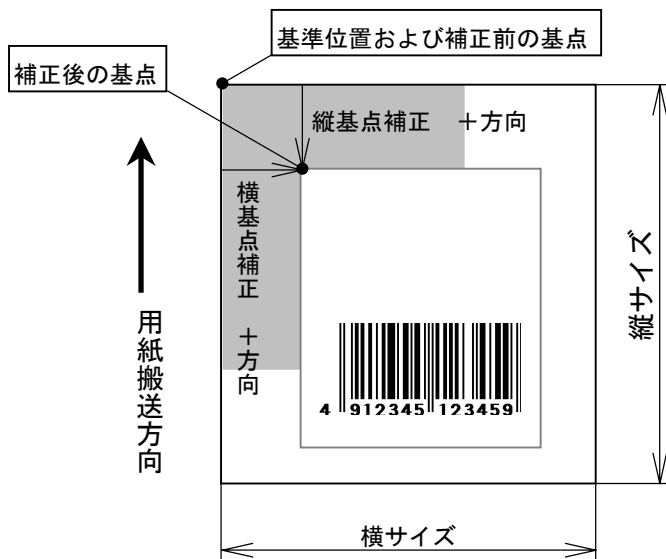 基準位置および補正前の基点
補正後の基点
縦基点補正 +方向
横基点補正 +方向
用紙搬送方向
縦サイズ
4 912345 123459
横サイズ